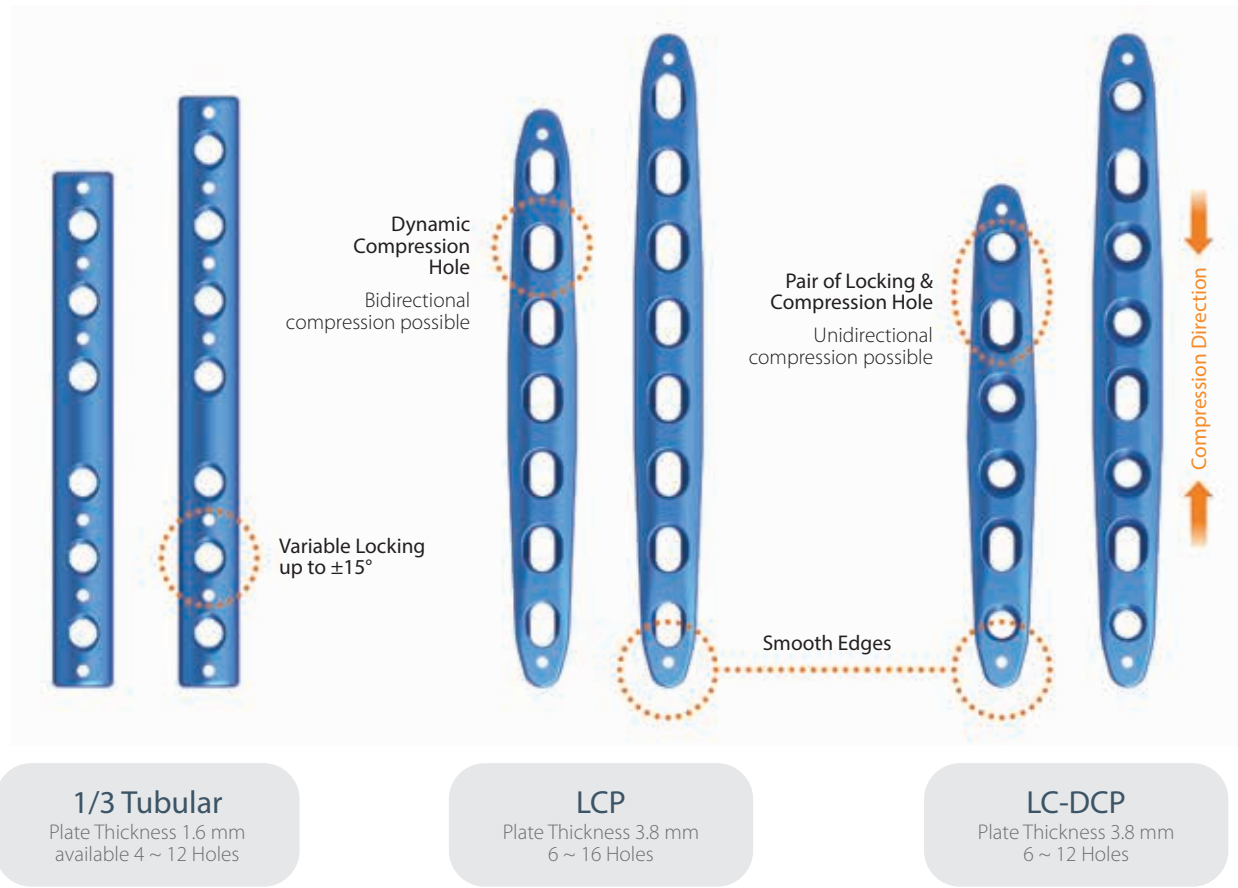 Dynamic
Compression
Hole
Bidirectional
compression possible
Pair of Locking &
Compression Hole
Unidirectional
compression possible
Compression Direction
Variable Locking
up to ±15°
Smooth Edges
1/3 Tubular
Plate Thickness 1.6 mm
available 4 ~ 12 Holes
LCP
Plate Thickness 3.8 mm
6 ~ 16 Holes
LC-DCP
Plate Thickness 3.8 mm
6 ~ 12 Holes